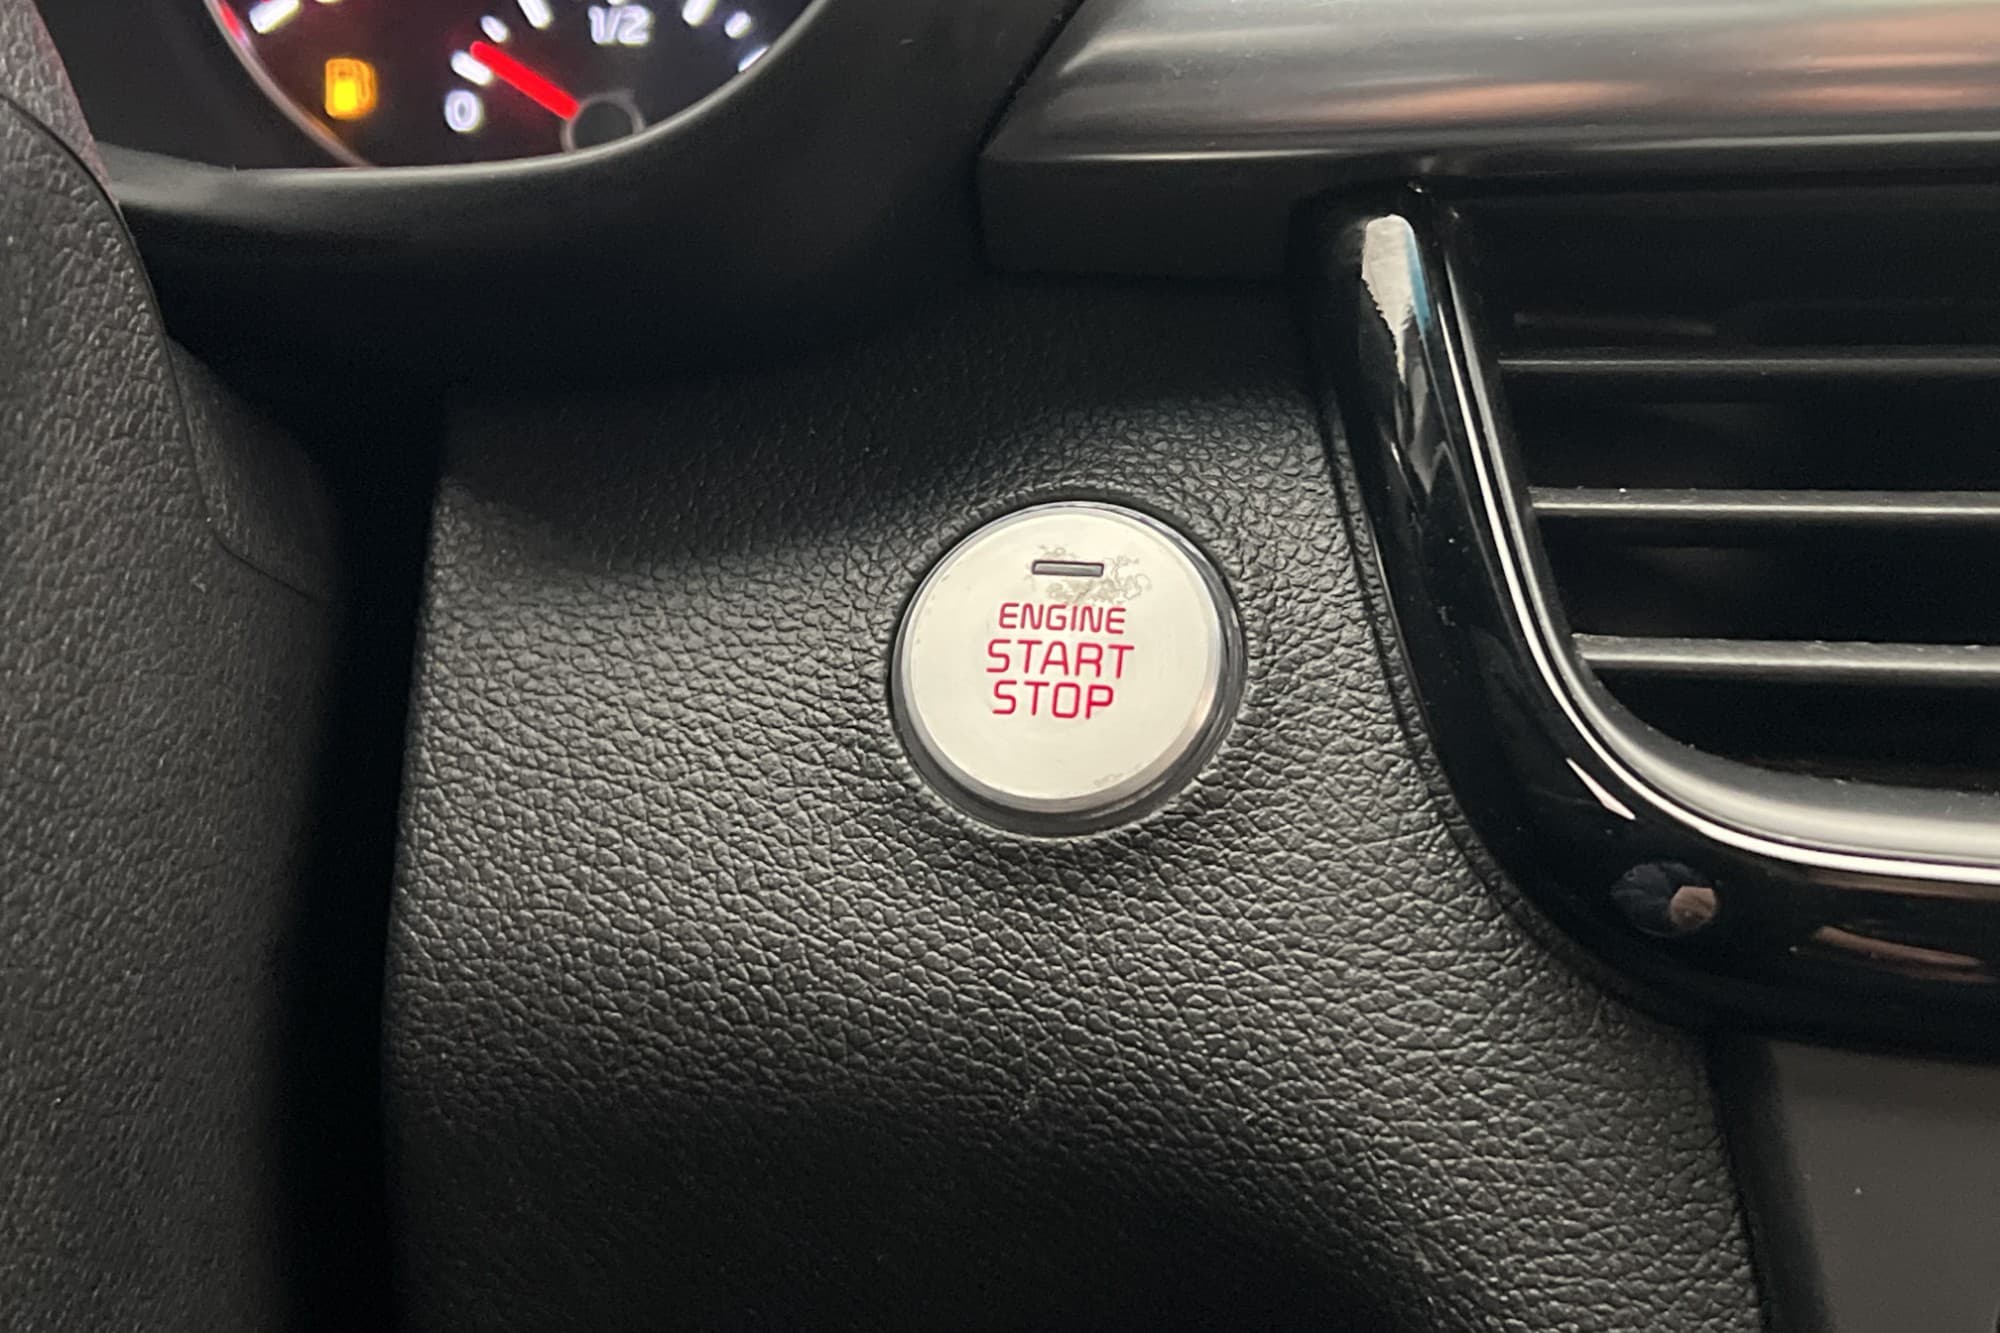 1/2
0
ENGINE
START
STOP